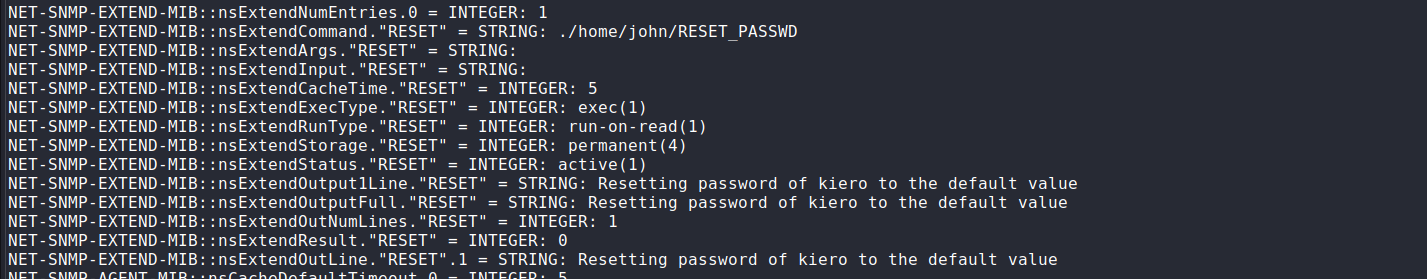 NET-SNMP-EXTEND-MIB::nsExtendNumEntries.0 = INTEGER: 1
NET-SNMP-EXTEND-MIB::nsExtendCommand."RESET" = STRING: ./home/john/RESET_PASSWD
NET-SNMP-EXTEND-MIB::nsExtendArgs."RESET" = STRING:
NET-SNMP-EXTEND-MIB::nsExtendInput."RESET" = STRING:
NET-SNMP-EXTEND-MIB::nsExtendCacheTime."RESET" = INTEGER: 5
NET-SNMP-EXTEND-MIB::nsExtendExecType."RESET" = INTEGER: exec(1)
NET-SNMP-EXTEND-MIB::nsExtendRunType."RESET" = INTEGER: run-on-read(1)
NET-SNMP-EXTEND-MIB::nsExtendStorage."RESET" = INTEGER: permanent(4)
NET-SNMP-EXTEND-MIB::nsExtendStatus."RESET" = INTEGER: active(1)
NET-SNMP-EXTEND-MIB::nsExtendOutput1Line."RESET" = STRING: Resetting password of kiero to the default value
NET-SNMP-EXTEND-MIB::nsExtendOutputFull."RESET" = STRING: Resetting password of kiero to the default value
NET-SNMP-EXTEND-MIB::nsExtendOutNumLines."RESET" = INTEGER: 1
NET-SNMP-EXTEND-MIB::nsExtendResult."RESET" = INTEGER: 0
NET-SNMP-EXTEND-MIB::nsExtendOutLine."RESET".1 = STRING: Resetting password of kiero to the default value
NET-SNMP-AGENT-MIB::nsCacheDefaultTimeout.0 = INTEGER: 5